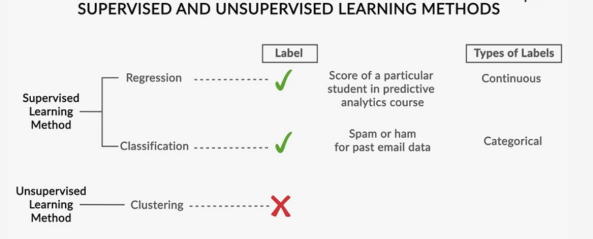 SUPERVISED AND UNSUPERVISED LEARNING METHODS
Label
Types of Labels
Supervised
Learning
Method
Regression
Score of a particular
student in predictive
analytics course
Continuous
Classification
Spam or ham
for past email data
Categorical
Unsupervised
Learning
Method
Clustering